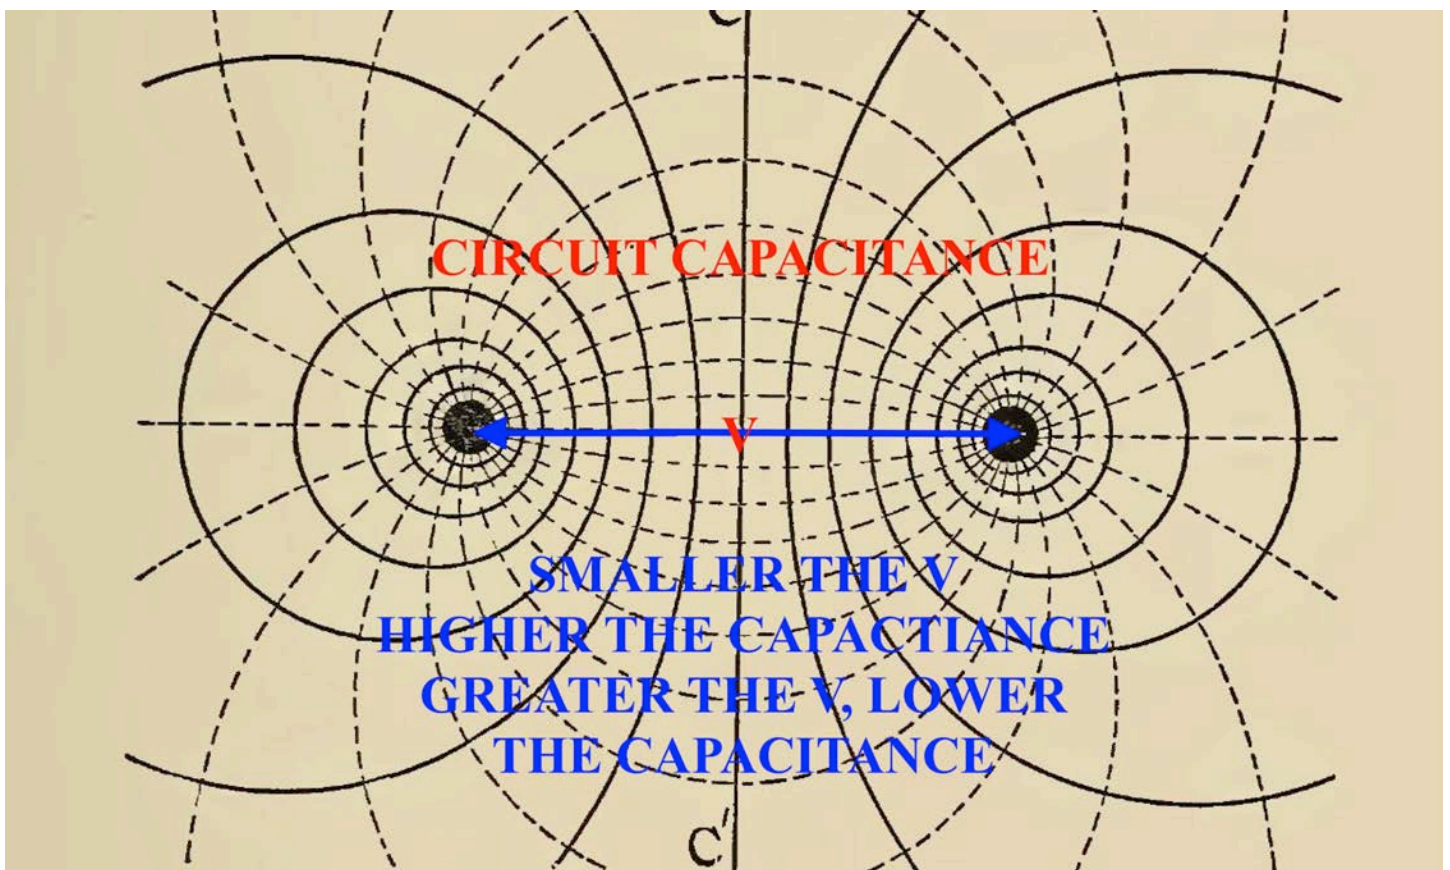 C
CIRCUIT CAPACITANCE
V
SMALLER THE V
HIGHER THE CAPACTIANCE
GREATER THE V, LOWER
THE CAPACITANCE
C'